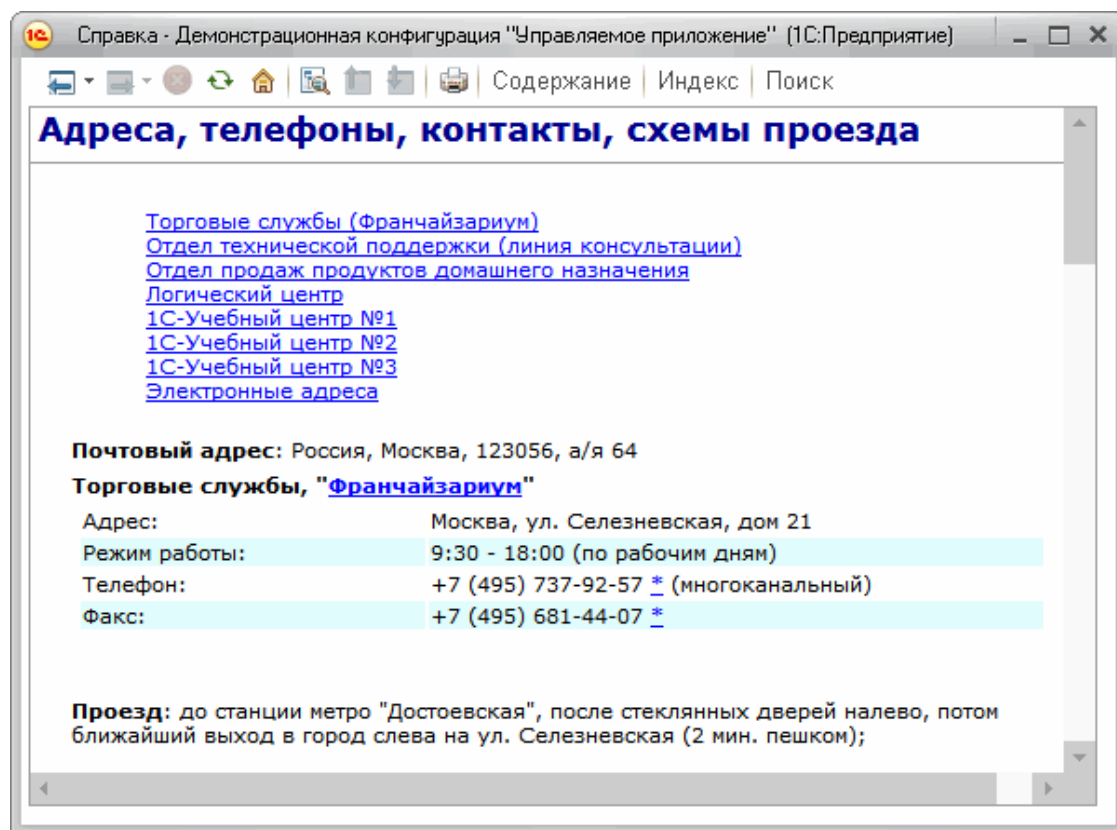 1С Справка - Демонстрационная конфигурация "Управляемое приложение" (1С:Предприятие)
Содержание Индекс Поиск
Адреса, телефоны, контакты, схемы проезда
Торговые службы (Франчайзариум)
Отдел технической поддержки (линия консультации)
Отдел продаж продуктов домашнего назначения
Логический центр
1С-Учебный центр №1
1С-Учебный центр №2
1С-Учебный центр №3
Электронные адреса
Почтовый адрес: Россия, Москва, 123056, а/я 64
Торговые службы, "Франчайзариум"
Адрес: Москва, ул. Селезневская, дом 21
Режим работы: 9:30 - 18:00 (по рабочим дням)
Телефон: +7 (495) 737-92-57 * (многоканальный)
Факс: +7 (495) 681-44-07 *
Проезд: до станции метро "Достоевская", после стеклянных дверей налево, потом
ближайший выход в город слева на ул. Селезневская (2 мин. пешком);